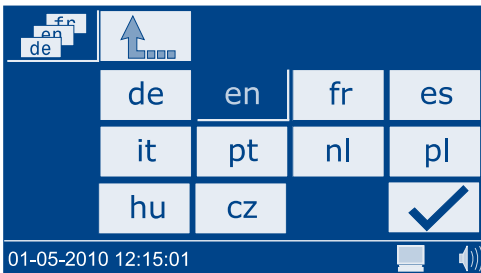 fr
en
de
de en fr es
it pt nl pl
hu cz
01-05-2010 12:15:01